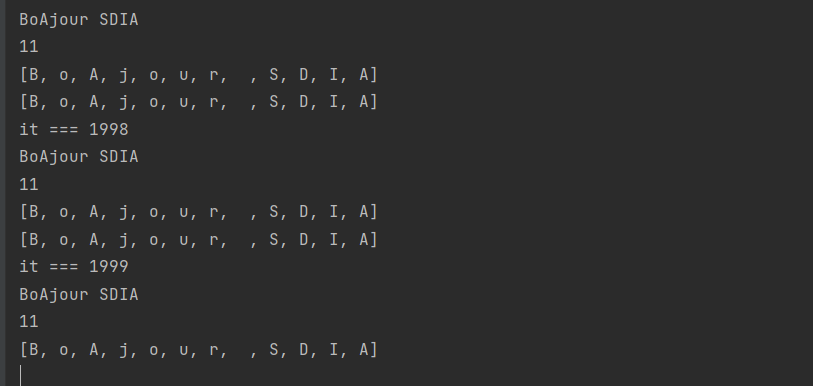 BoAjour SDIA
11
[B, o, A, j, o, u, r,  , S, D, I, A]
[B, o, A, j, o, u, r,  , S, D, I, A]
it === 1998
BoAjour SDIA
11
[B, o, A, j, o, u, r,  , S, D, I, A]
[B, o, A, j, o, u, r,  , S, D, I, A]
it === 1999
BoAjour SDIA
11
[B, o, A, j, o, u, r,  , S, D, I, A]